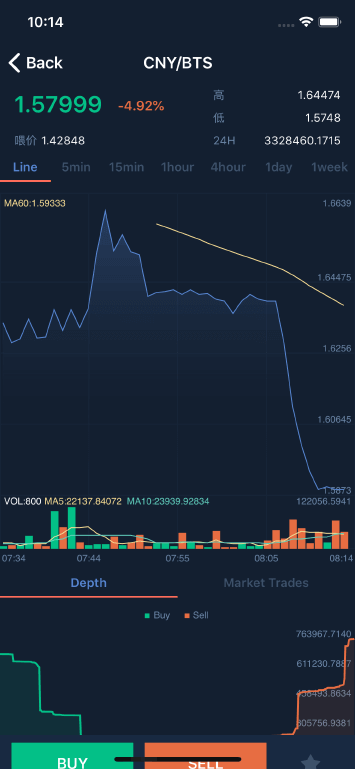 10:14
Back CNY/BTS
1.57999 -4.92% 高 1.64474
低 1.5748
喂价 1.42848 24H 3328460.1715
Line 5min 15min 1hour 4hour 1day 1week
MA60:1.59333 1.6639
1.64475
1.6256
1.60645
1.5873
VOL:800 MA5:22137.84072 MA10:23939.92834 122056.5941
07:34 07:44 07:55 08:05 08:14
Depth Market Trades
Buy Sell
763967.7140
611230.7887
458493.8634
305756.9381
BUY SELL